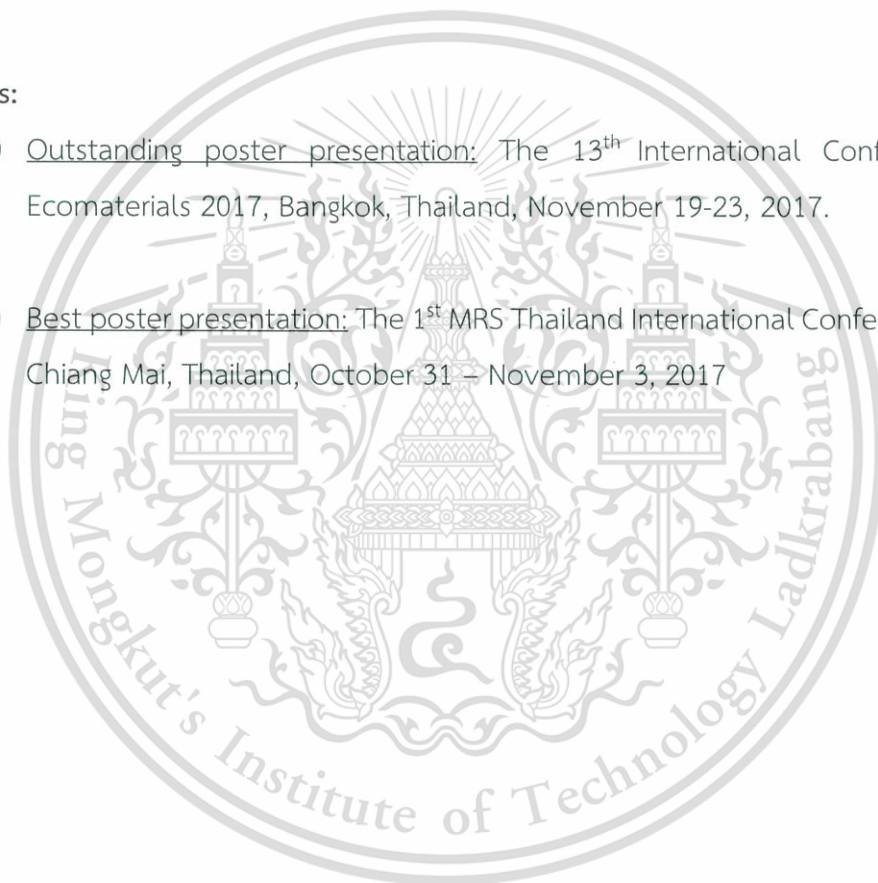 s:
Outstanding poster presentation: The 13th International Conf
Ecomaterials 2017, Bangkok, Thailand, November 19-23, 2017.
Best poster presentation: The 1st MRS Thailand International Confe
Chiang Mai, Thailand, October 31 – November 3, 2017
King Mongkut's Institute of Technology Ladkrabang